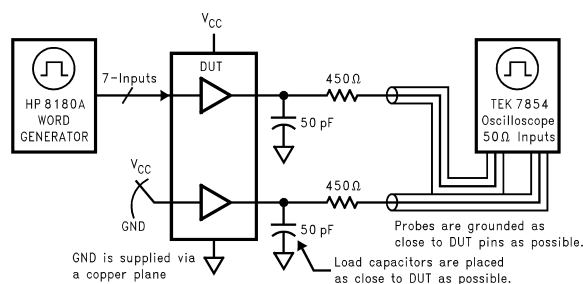 VCC
DUT
7-Inputs
HP 8180A
WORD
GENERATOR
450Ω
50 pF
TEK 7854
Oscilloscope
50Ω Inputs
VCC
GND
450Ω
50 pF
Probes are grounded as
close to DUT pins as possible.
GND is supplied via
a copper plane
Load capacitors are placed
as close to DUT as possible.